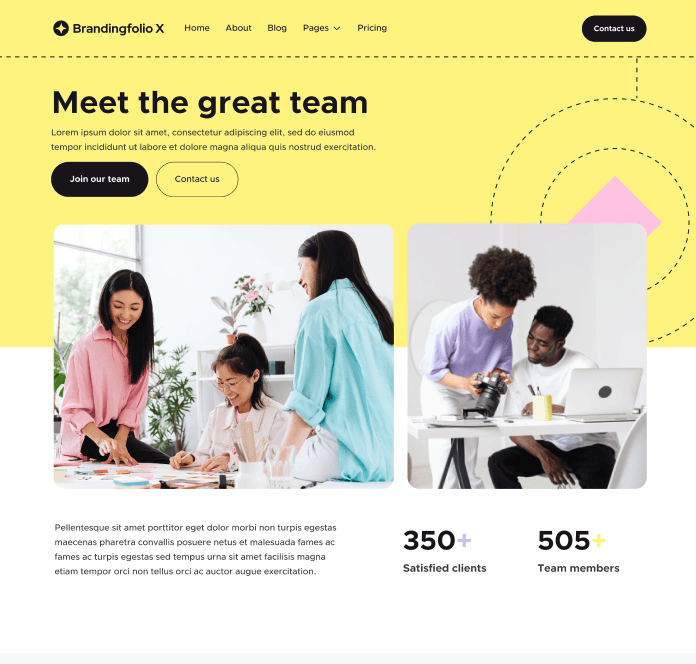 Brandingfolio X
Home
About
Blog
Pages
Pricing
Contact us
Meet the great team
Lorem ipsum dolor sit amet, consectetur adipiscing elit, sed do eiusmod
tempor incididunt ut labore et dolore magna aliqua quis nostrud exercitation.
Join our team
Contact us
Pellentesque sit amet porttitor eget dolor morbi non turpis egestas
maecenas pharetra convallis posuere netus et malesuada fames ac
fames ac turpis egestas sed tempus urna sit amet facilisis magna
etiam tempor orci non tellus orci ac auctor augue exercitation.
350+
Satisfied clients
505+
Team members